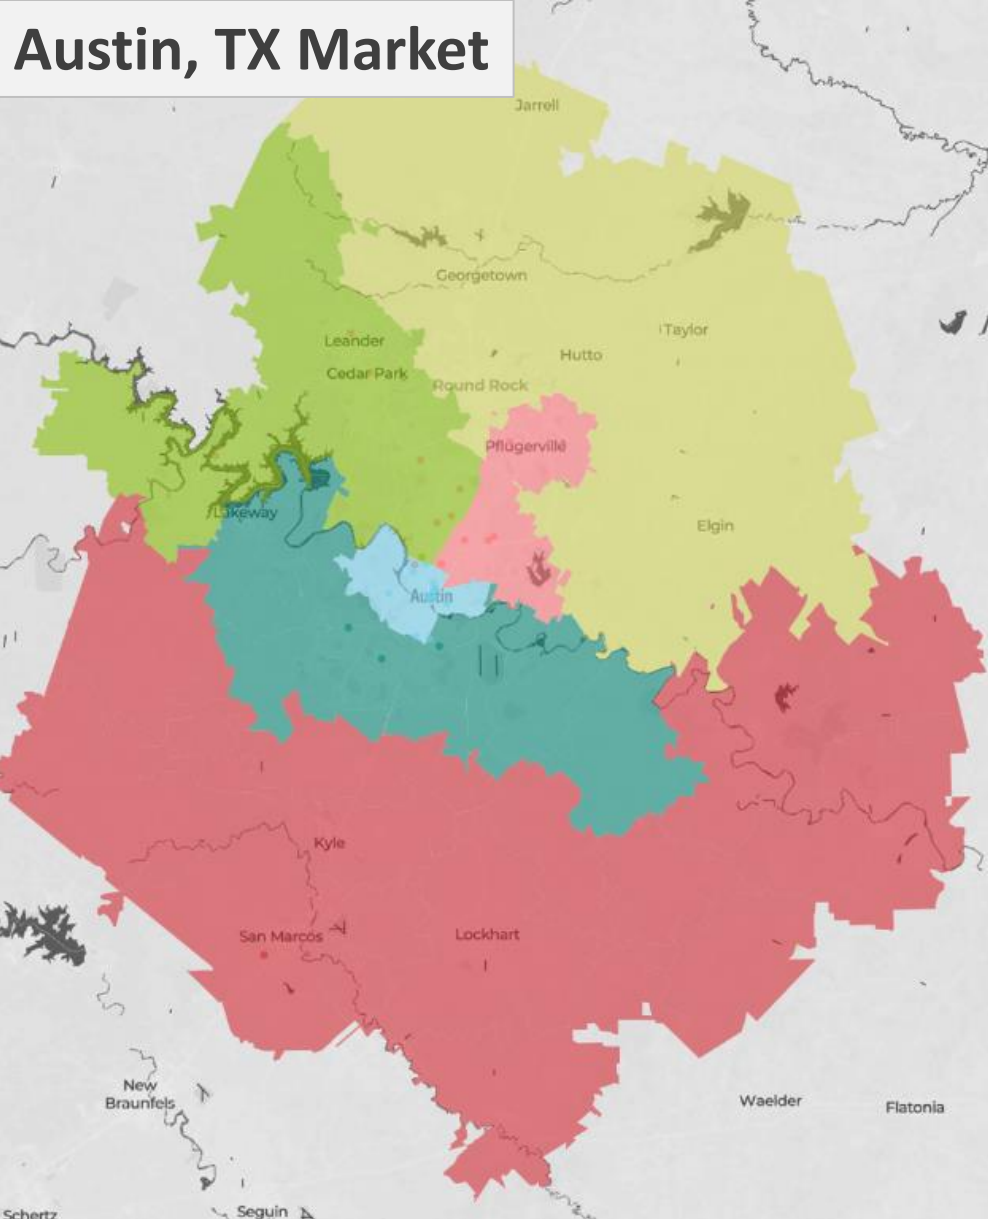 Austin, TX Market
Jarrell
Georgetown
Taylor
Leander
Hutto
Cedar Park
Round Rock
Pflugerville
Lakeway
Elgin
Austin
Kyle
San Marcos
Lockhart
New
Braunfels
Waelder
Flatonia
Seguin
Schertz